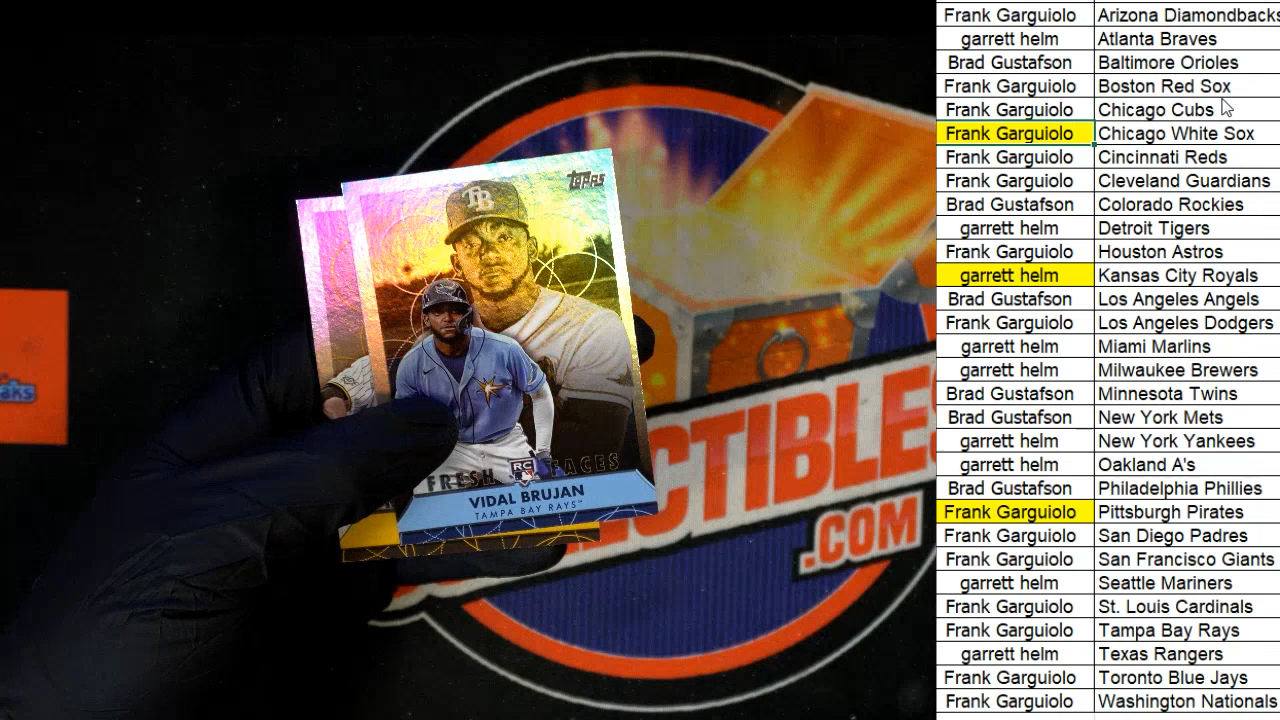 Frank Garguiolo Arizona Diamondbacks
garrett helm Atlanta Braves
Brad Gustafson Baltimore Orioles
Frank Garguiolo Boston Red Sox
Frank Garguiolo Chicago Cubs
Frank Garguiolo Chicago White Sox
Frank Garguiolo Cincinnati Reds
Frank Garguiolo Cleveland Guardians
Brad Gustafson Colorado Rockies
garrett helm Detroit Tigers
Frank Garguiolo Houston Astros
garrett helm Kansas City Royals
Brad Gustafson Los Angeles Angels
Frank Garguiolo Los Angeles Dodgers
garrett helm Miami Marlins
garrett helm Milwaukee Brewers
Brad Gustafson Minnesota Twins
Brad Gustafson New York Mets
garrett helm New York Yankees
garrett helm Oakland A's
Brad Gustafson Philadelphia Phillies
Frank Garguiolo Pittsburgh Pirates
Frank Garguiolo San Diego Padres
Frank Garguiolo San Francisco Giants
garrett helm Seattle Mariners
Frank Garguiolo St. Louis Cardinals
Frank Garguiolo Tampa Bay Rays
garrett helm Texas Rangers
Frank Garguiolo Toronto Blue Jays
Frank Garguiolo Washington Nationals
TOPPS
TB
FRESH RC FACES
VIDAL BRUJAN
TAMPA BAY RAYS™
ECTIBLES
.COM
aks